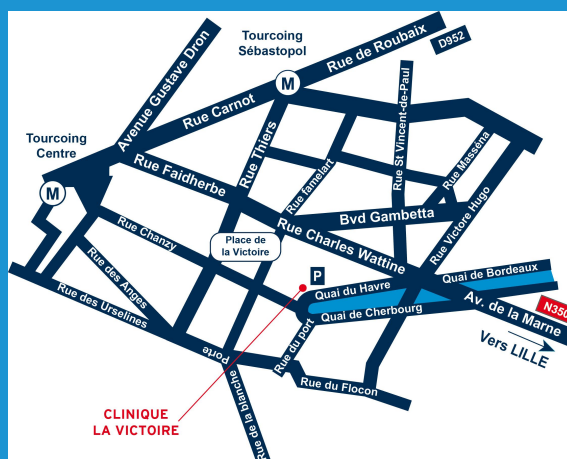 Tourcoing
Sébastopol
Rue de Roubaix
D952
M
Avenue Gustave Dron
Rue Carnot
Tourcoing
Centre
M
Rue Faidherbe
Rue Thiers
Rue famelart
Rue St Vincent-de-Paul
Rue Masséna
Rue Victore Hugo
Bvd Gambetta
Rue Charles Wattine
Rue Chanzy
Place de
la Victoire
P
Quai du Havre
Quai de Bordeaux
Quai de Cherbourg
Av. de la Marne
N350
Vers LILLE
Rue des Anges
Rue des Urselines
Porte
Rue du port
Rue du Flocon
Rue de la blanche
CLINIQUE
LA VICTOIRE